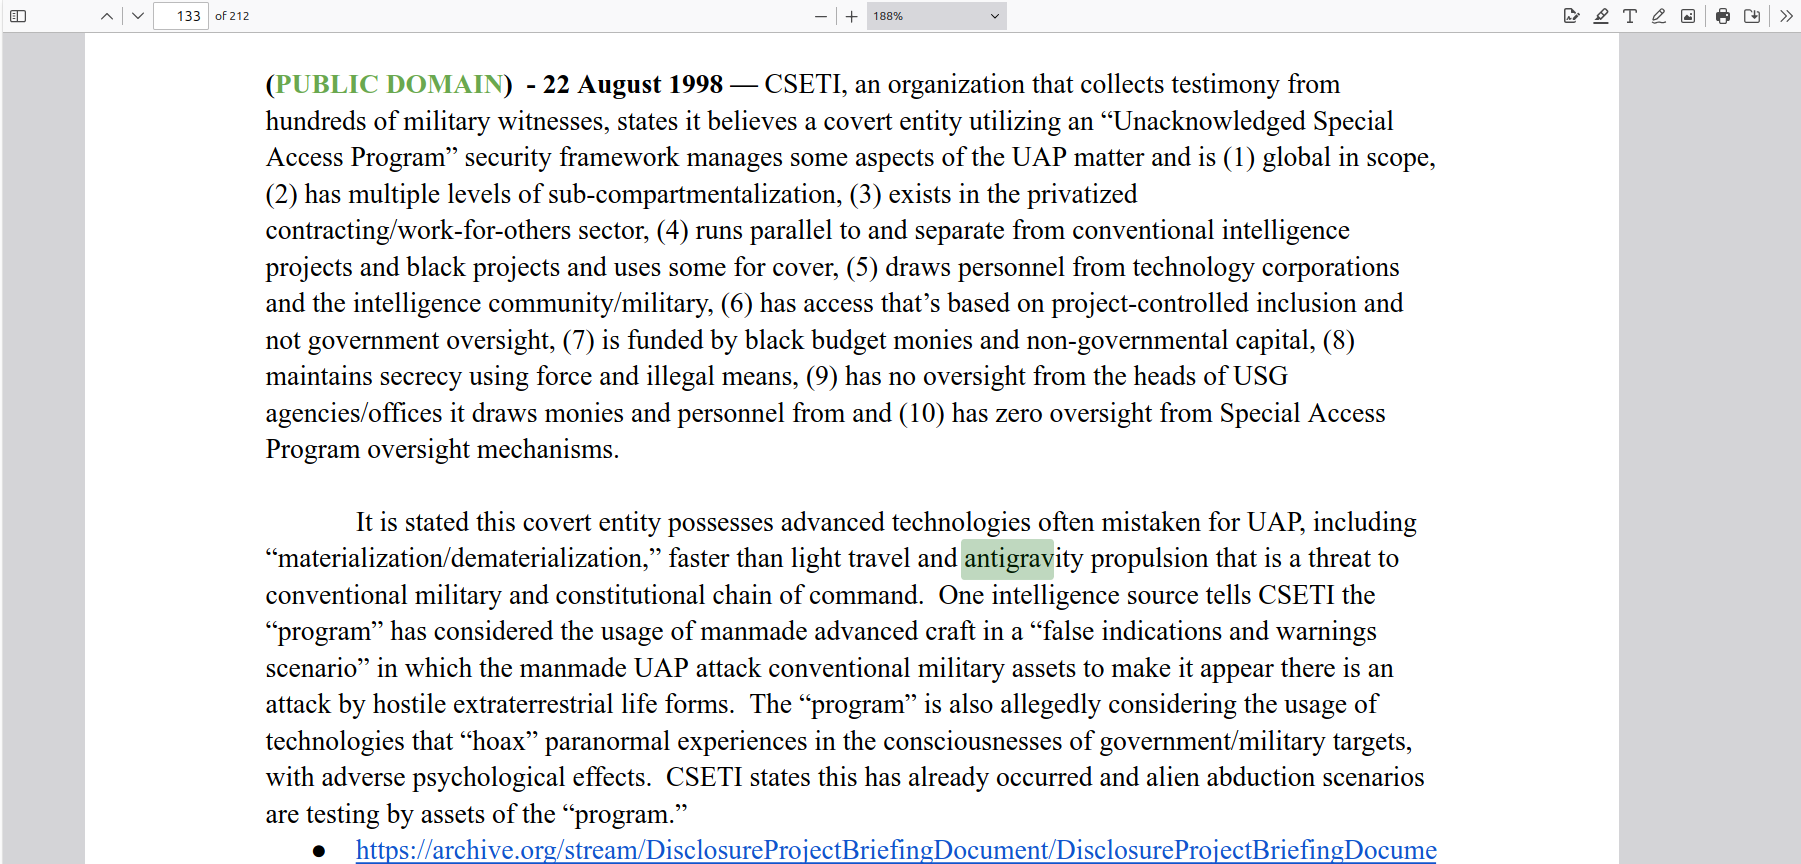 133 of 212
188%
(PUBLIC DOMAIN)  - 22 August 1998 — CSETI, an organization that collects testimony from
hundreds of military witnesses, states it believes a covert entity utilizing an “Unacknowledged Special
Access Program” security framework manages some aspects of the UAP matter and is (1) global in scope,
(2) has multiple levels of sub-compartmentalization, (3) exists in the privatized
contracting/work-for-others sector, (4) runs parallel to and separate from conventional intelligence
projects and black projects and uses some for cover, (5) draws personnel from technology corporations
and the intelligence community/military, (6) has access that’s based on project-controlled inclusion and
not government oversight, (7) is funded by black budget monies and non-governmental capital, (8)
maintains secrecy using force and illegal means, (9) has no oversight from the heads of USG
agencies/offices it draws monies and personnel from and (10) has zero oversight from Special Access
Program oversight mechanisms.
It is stated this covert entity possesses advanced technologies often mistaken for UAP, including
“materialization/dematerialization,” faster than light travel and antigravity propulsion that is a threat to
conventional military and constitutional chain of command.  One intelligence source tells CSETI the
“program” has considered the usage of manmade advanced craft in a “false indications and warnings
scenario” in which the manmade UAP attack conventional military assets to make it appear there is an
attack by hostile extraterrestrial life forms.  The “program” is also allegedly considering the usage of
technologies that “hoax” paranormal experiences in the consciousnesses of government/military targets,
with adverse psychological effects.  CSETI states this has already occurred and alien abduction scenarios
are testing by assets of the “program.”
● https://archive.org/stream/DisclosureProjectBriefingDocument/DisclosureProjectBriefingDocume